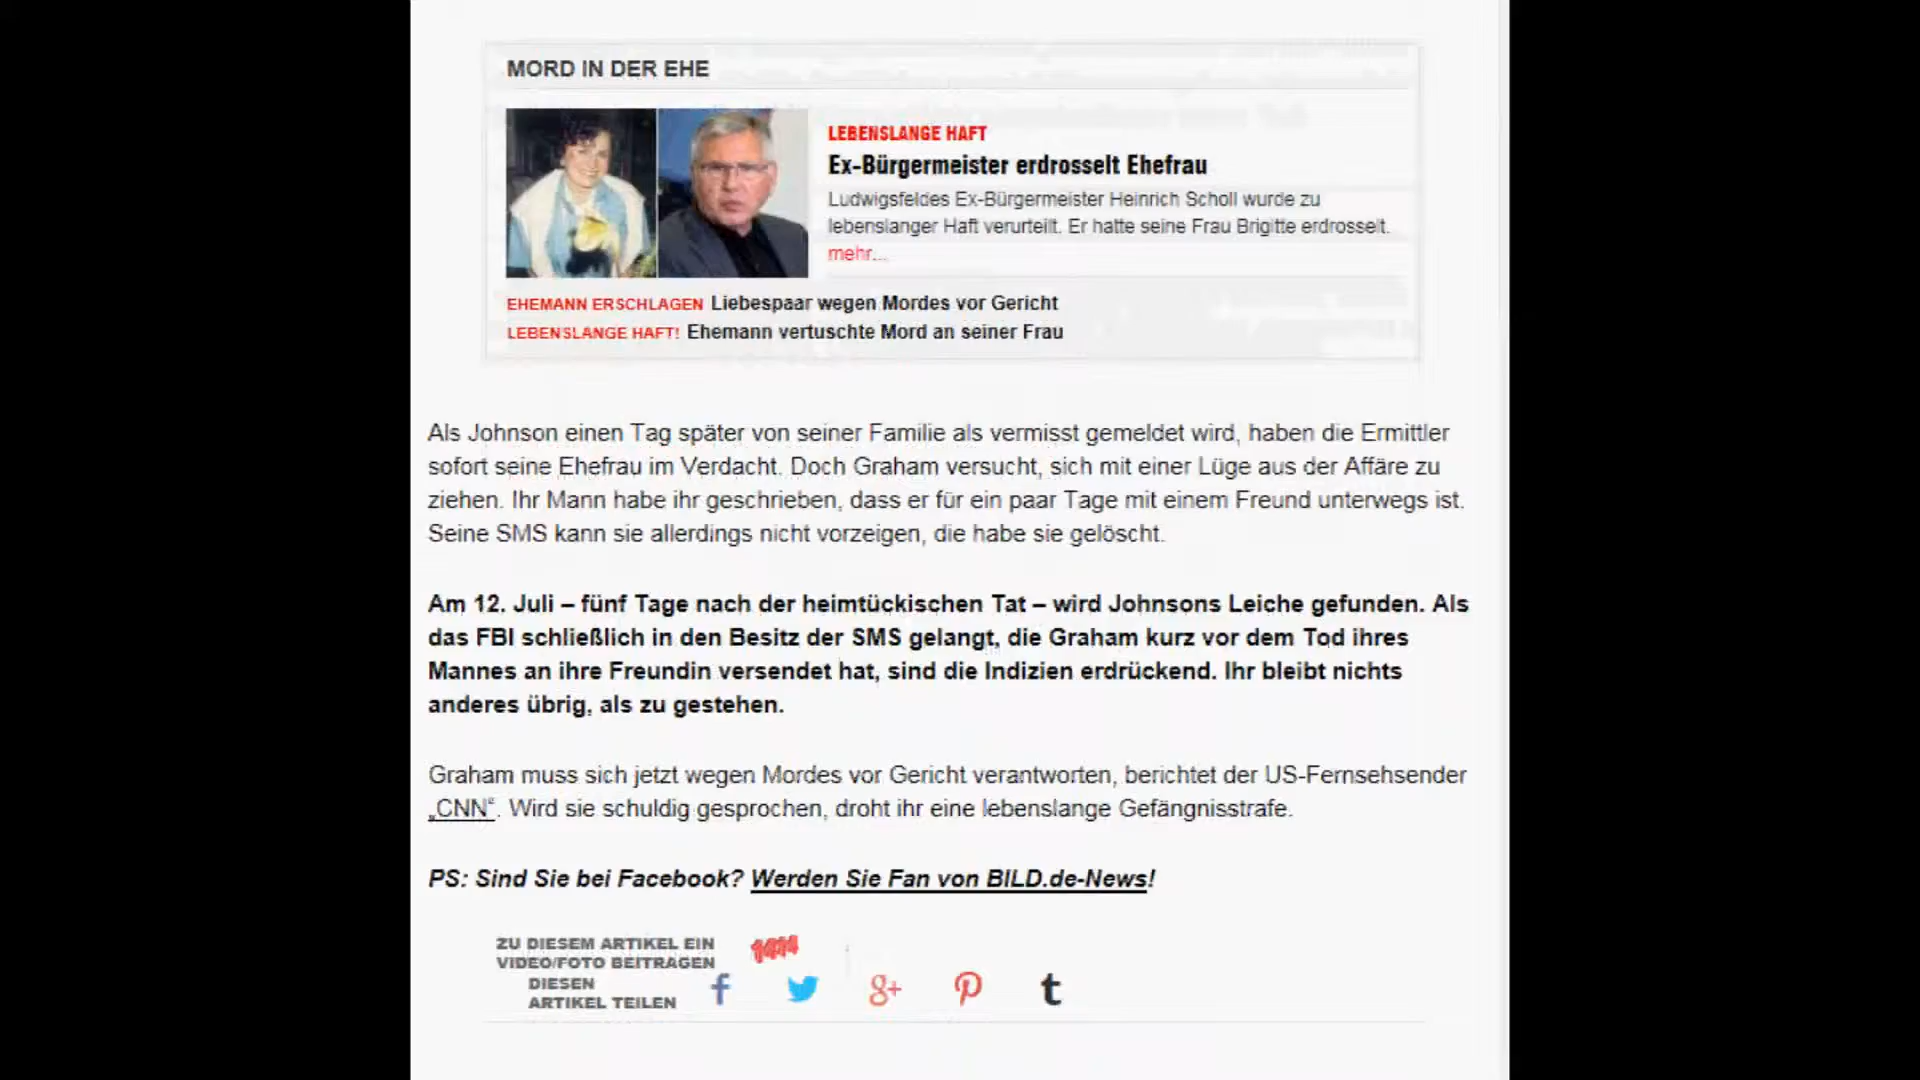 MORD IN DER EHE
LEBENSLANGE HAFT
Ex-Bürgermeister erdrosselt Ehefrau
Ludwigsfeldes Ex-Bürgermeister Heinrich Scholl wurde zu
lebenslanger Haft verurteilt. Er hatte seine Frau Brigitte erdrosselt.
mehr...
EHEMANN ERSCHLAGEN Liebespaar wegen Mordes vor Gericht
LEBENSLANGE HAFT! Ehemann vertuschte Mord an seiner Frau
Als Johnson einen Tag später von seiner Familie als vermisst gemeldet wird, haben die Ermittler
sofort seine Ehefrau im Verdacht. Doch Graham versucht, sich mit einer Lüge aus der Affäre zu
ziehen. Ihr Mann habe ihr geschrieben, dass er für ein paar Tage mit einem Freund unterwegs ist.
Seine SMS kann sie allerdings nicht vorzeigen, die habe sie gelöscht.
Am 12. Juli – fünf Tage nach der heimtückischen Tat – wird Johnsons Leiche gefunden. Als
das FBI schließlich in den Besitz der SMS gelangt, die Graham kurz vor dem Tod ihres
Mannes an ihre Freundin versendet hat, sind die Indizien erdrückend. Ihr bleibt nichts
anderes übrig, als zu gestehen.
Graham muss sich jetzt wegen Mordes vor Gericht verantworten, berichtet der US-Fernsehsender
„CNN“. Wird sie schuldig gesprochen, droht ihr eine lebenslange Gefängnisstrafe.
PS: Sind Sie bei Facebook? Werden Sie Fan von BILD.de-News!
ZU DIESEM ARTIKEL EIN
VIDEO/FOTO BEITRAGEN
1414
DIESEN
ARTIKEL TEILEN